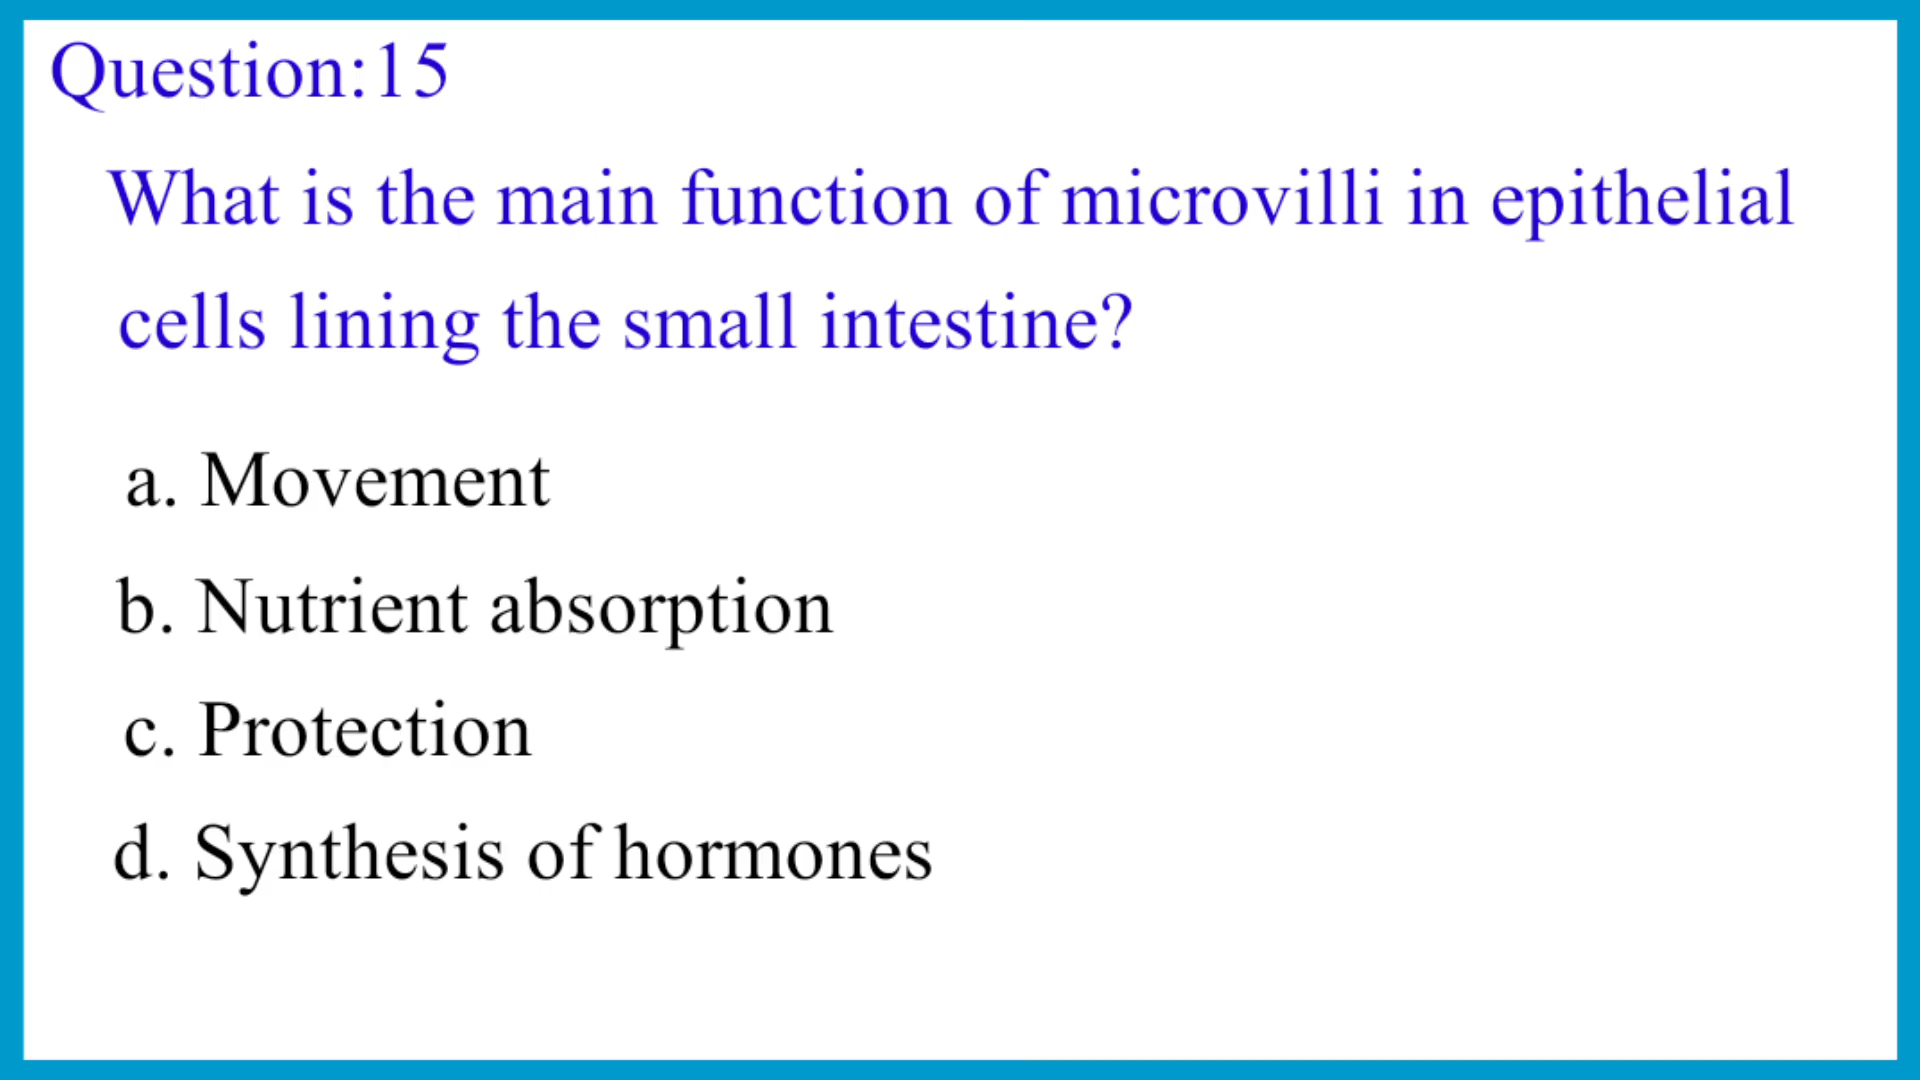 Question:15
What is the main function of microvilli in epithelial
cells lining the small intestine?
a. Movement
b. Nutrient absorption
c. Protection
d. Synthesis of hormones